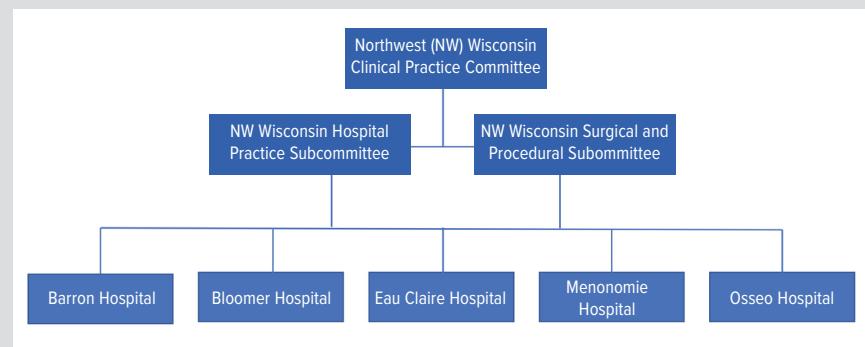 Northwest (NW) Wisconsin
Clinical Practice Committee
NW Wisconsin Hospital
Practice Subcommittee
NW Wisconsin Surgical and
Procedural Subommittee
Barron Hospital
Bloomer Hospital
Eau Claire Hospital
Menonomie
Hospital
Osseo Hospital